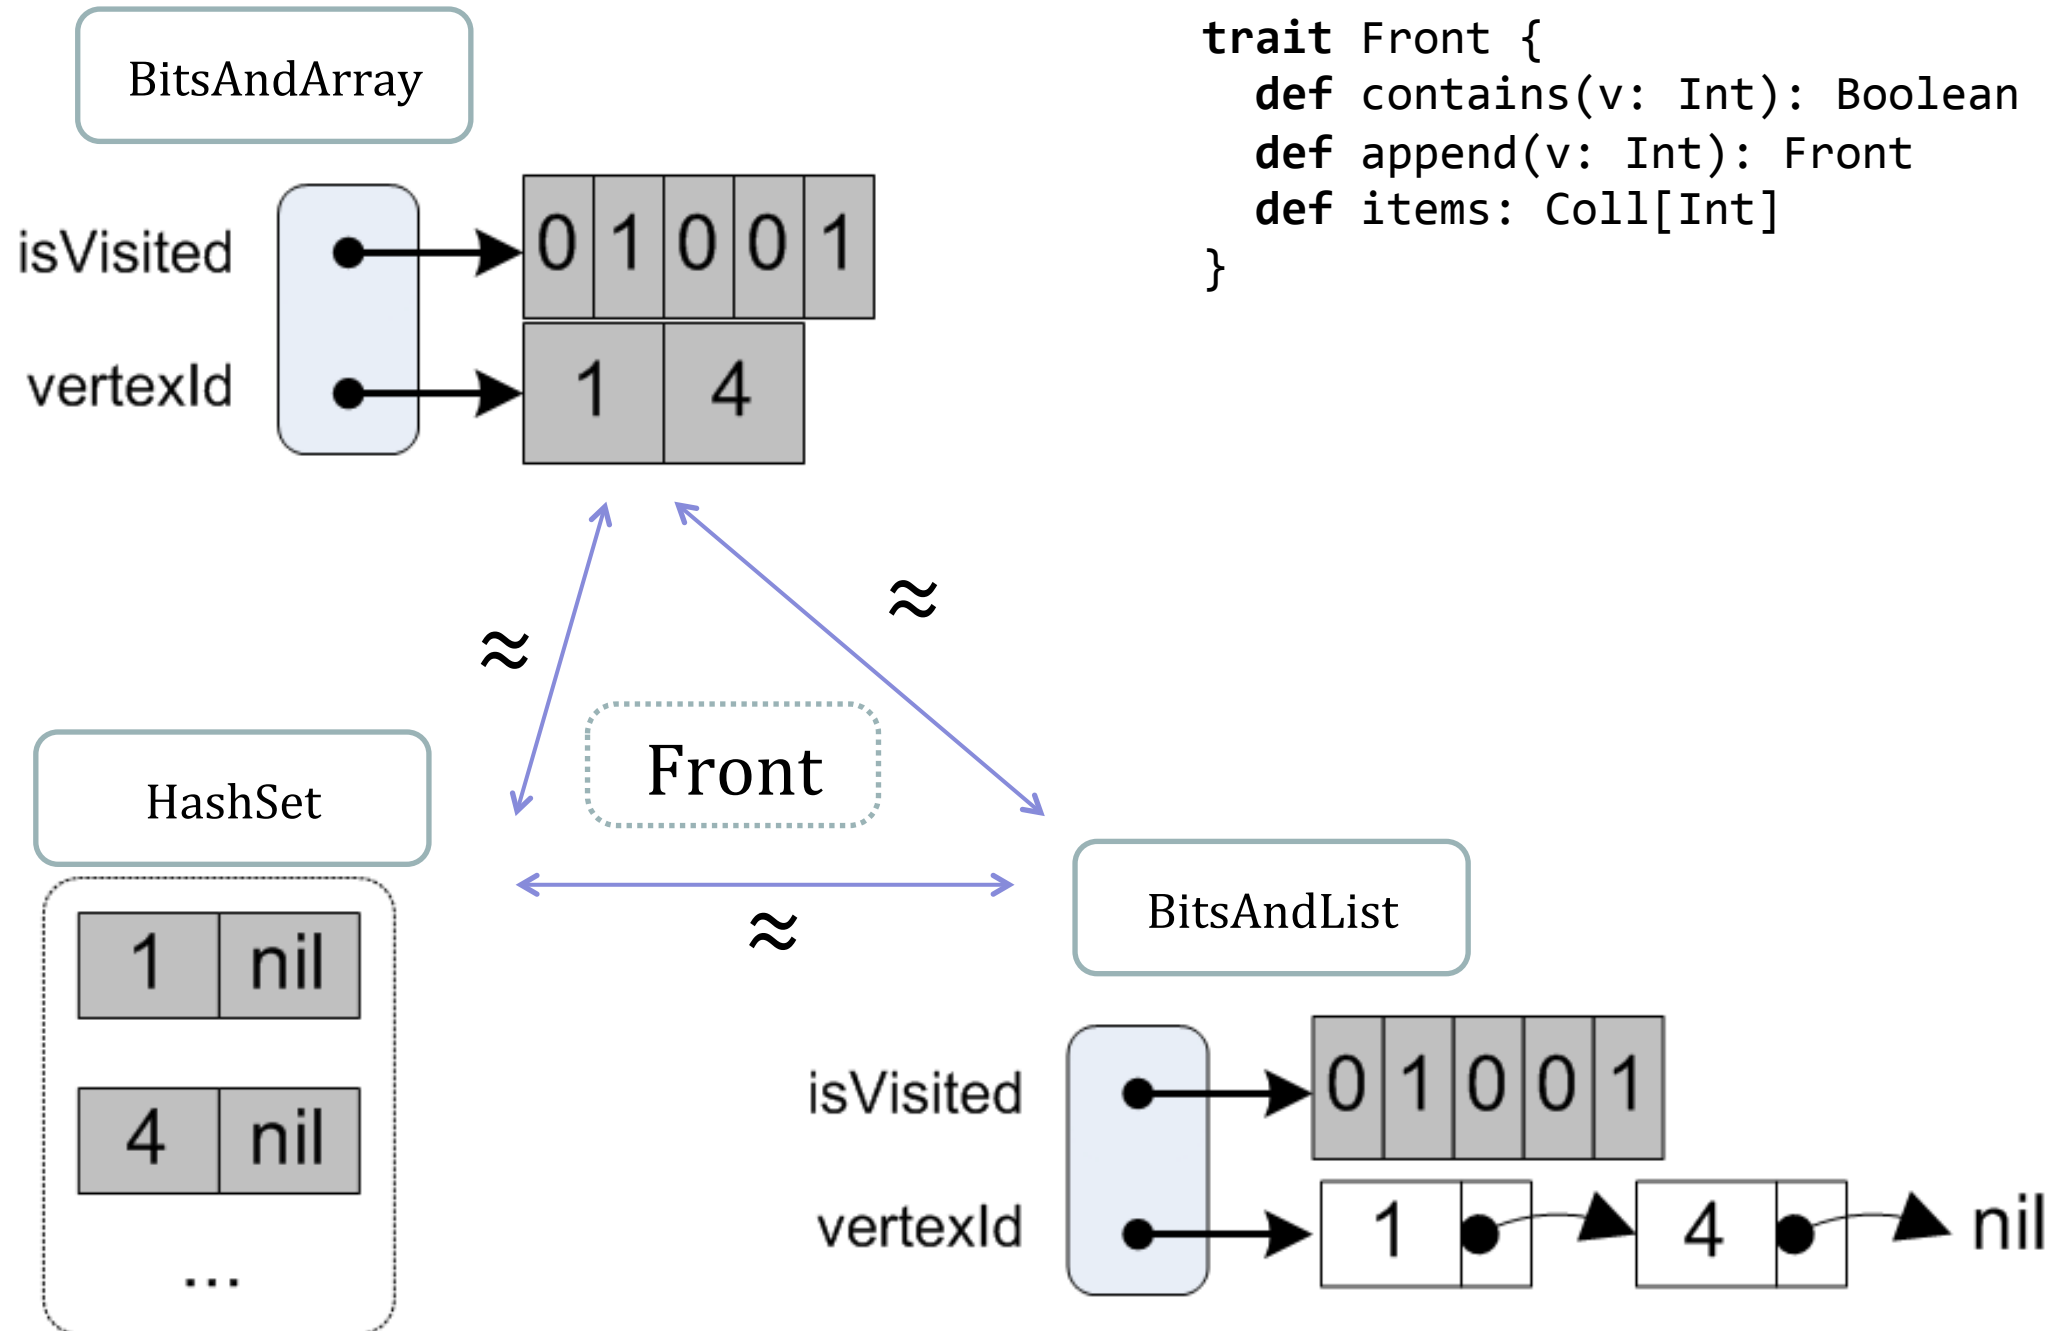 BitsAndArray
trait Front {
  def contains(v: Int): Boolean
  def append(v: Int): Front
  def items: Coll[Int]
}
isVisited 0 1 0 0 1
vertexId 1 4
≈
≈
Front
HashSet
≈
1 nil
4 nil
...
BitsAndList
isVisited 0 1 0 0 1
vertexId 1 4 nil